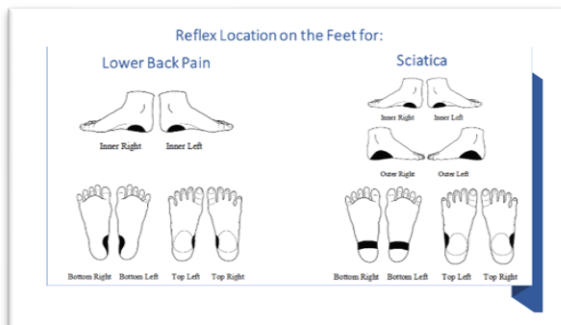 Reflex Location on the Feet for:
Lower Back Pain
Inner Right Inner Left
Bottom Right Bottom Left Top Left Top Right
Sciatica
Inner Right Inner Left
Outer Right Outer Left
Bottom Right Bottom Left Top Left Top Right